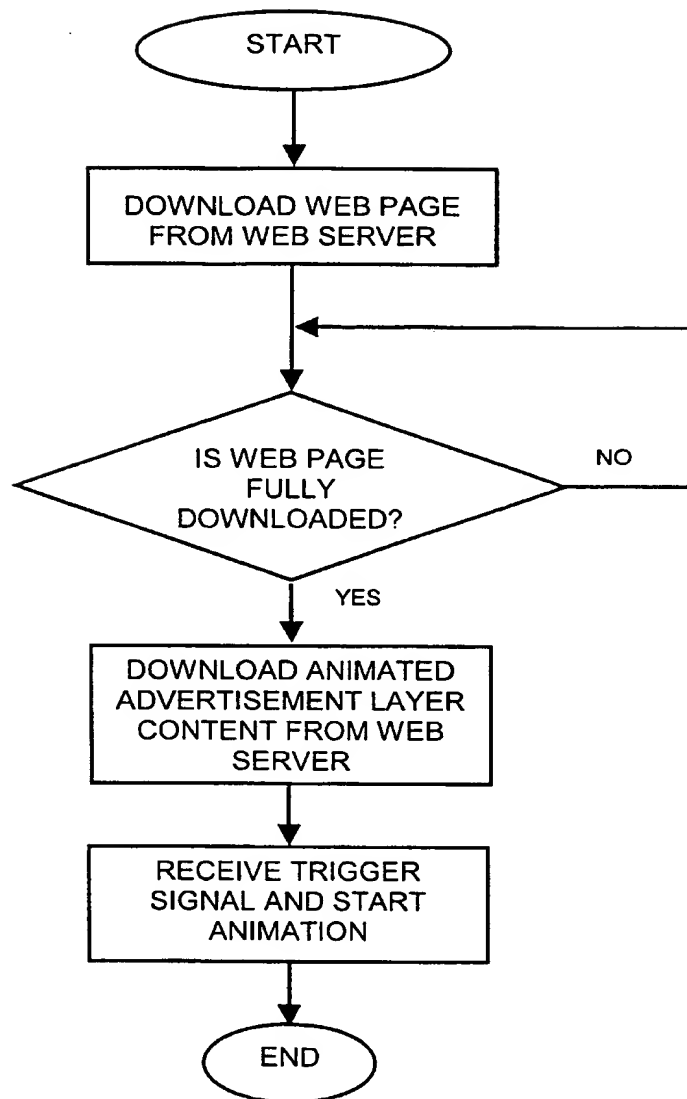 START
DOWNLOAD WEB PAGE
FROM WEB SERVER
IS WEB PAGE
FULLY
DOWNLOADED?
NO
YES
DOWNLOAD ANIMATED
ADVERTISEMENT LAYER
CONTENT FROM WEB
SERVER
RECEIVE TRIGGER
SIGNAL AND START
ANIMATION
END